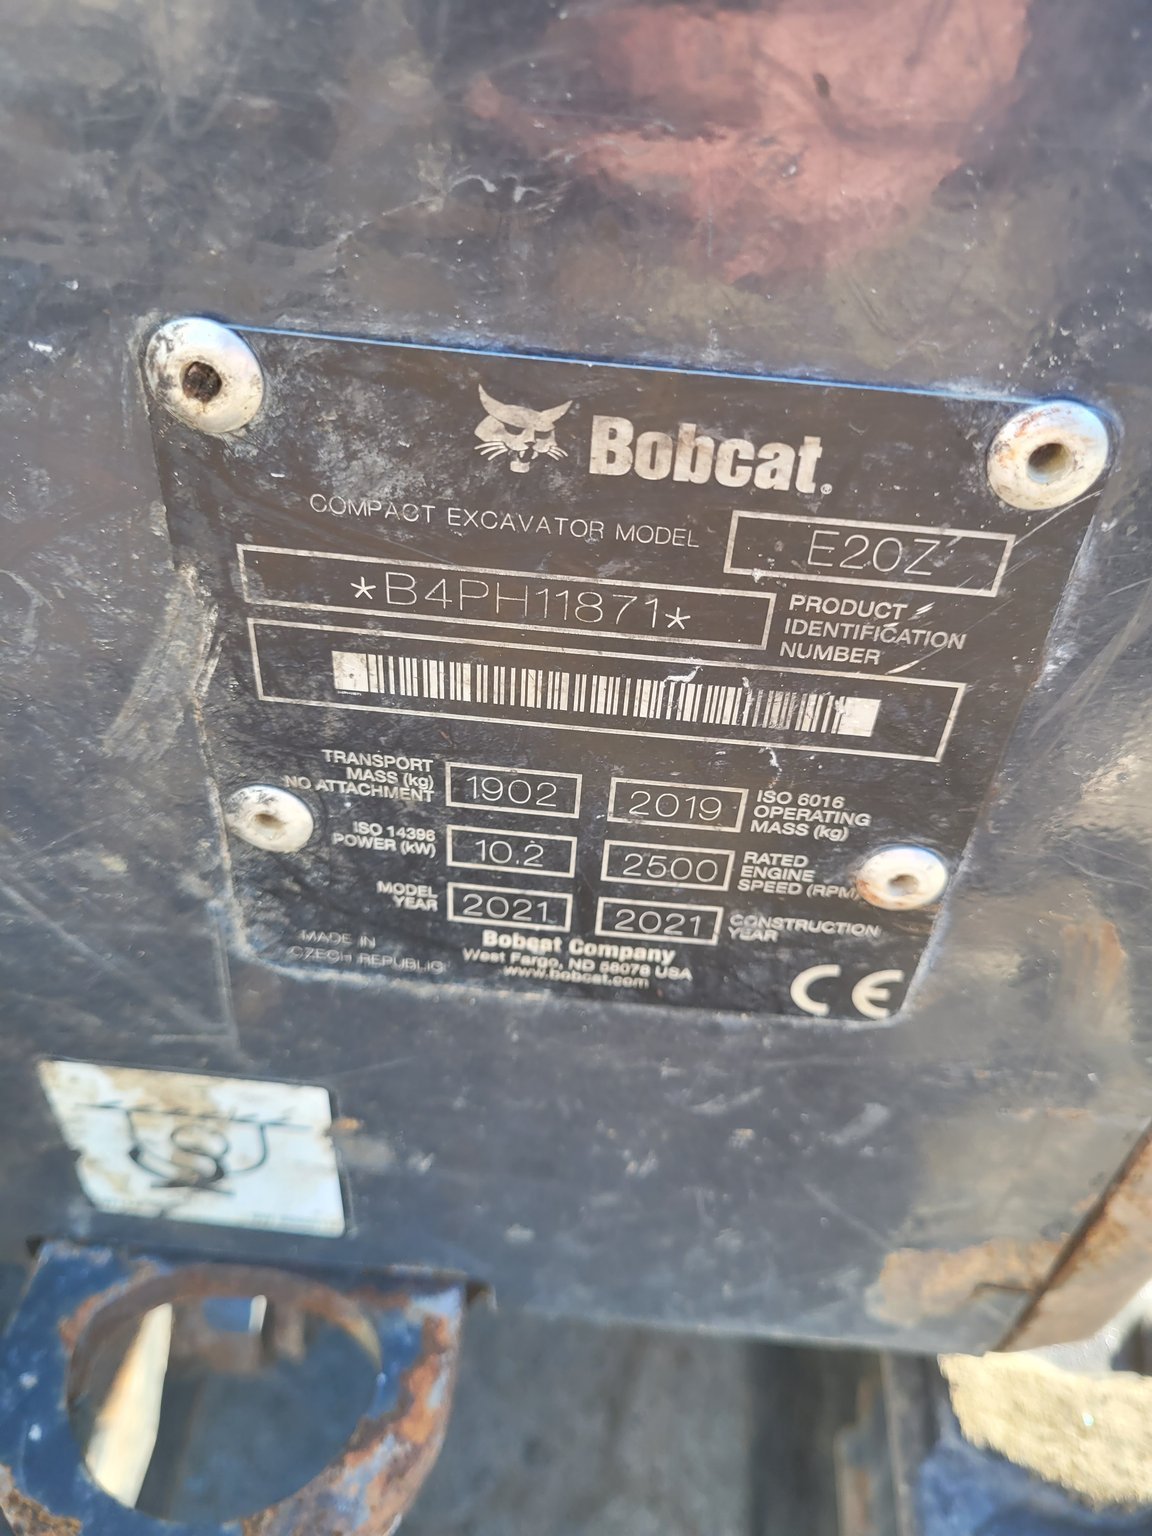 Bobcat®
COMPACT EXCAVATOR MODEL E20Z
*B4PH11871*
PRODUCT
IDENTIFICATION
NUMBER
TRANSPORT
MASS (kg)
NO ATTACHMENT
1902
2019
ISO 6016
OPERATING
MASS (kg)
ISO 14396
POWER (kW)
10.2
2500
RATED
ENGINE
SPEED (RPM)
MODEL
YEAR
2021
2021
CONSTRUCTION
YEAR
MADE IN
CZECH REPUBLIC
Bobcat Company
West Fargo, ND 58078 USA
www.bobcat.com
CE